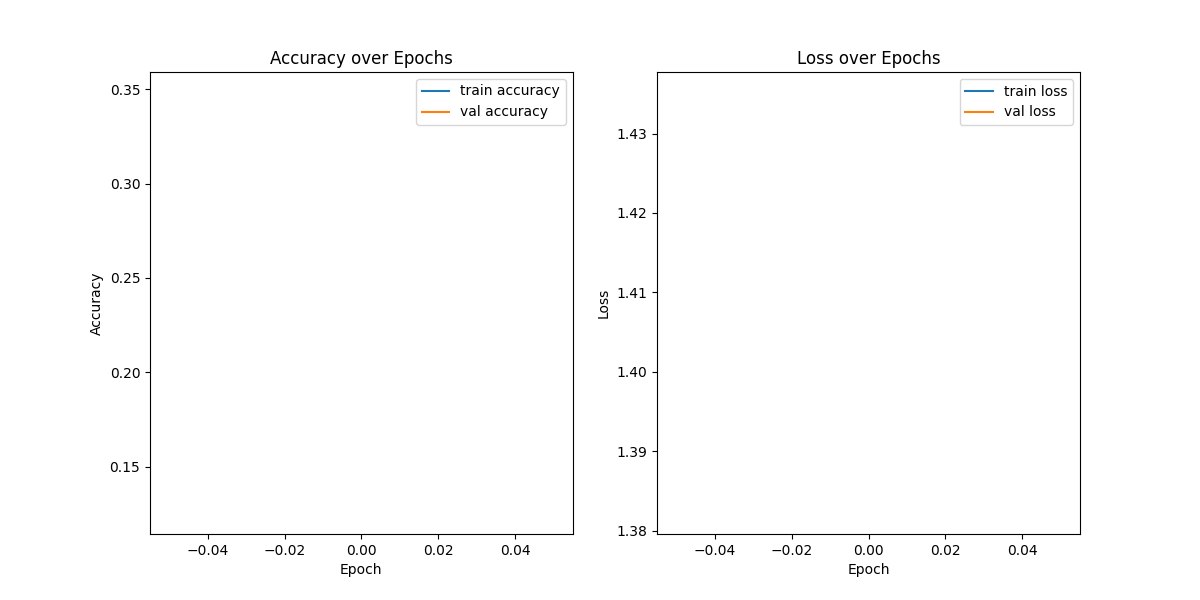 Accuracy over Epochs
train accuracy
val accuracy
0.35
0.30
0.25
0.20
0.15
Accuracy
−0.04 −0.02 0.00 0.02 0.04
Epoch
Loss over Epochs
train loss
val loss
1.43
1.42
1.41
1.40
1.39
1.38
Loss
−0.04 −0.02 0.00 0.02 0.04
Epoch